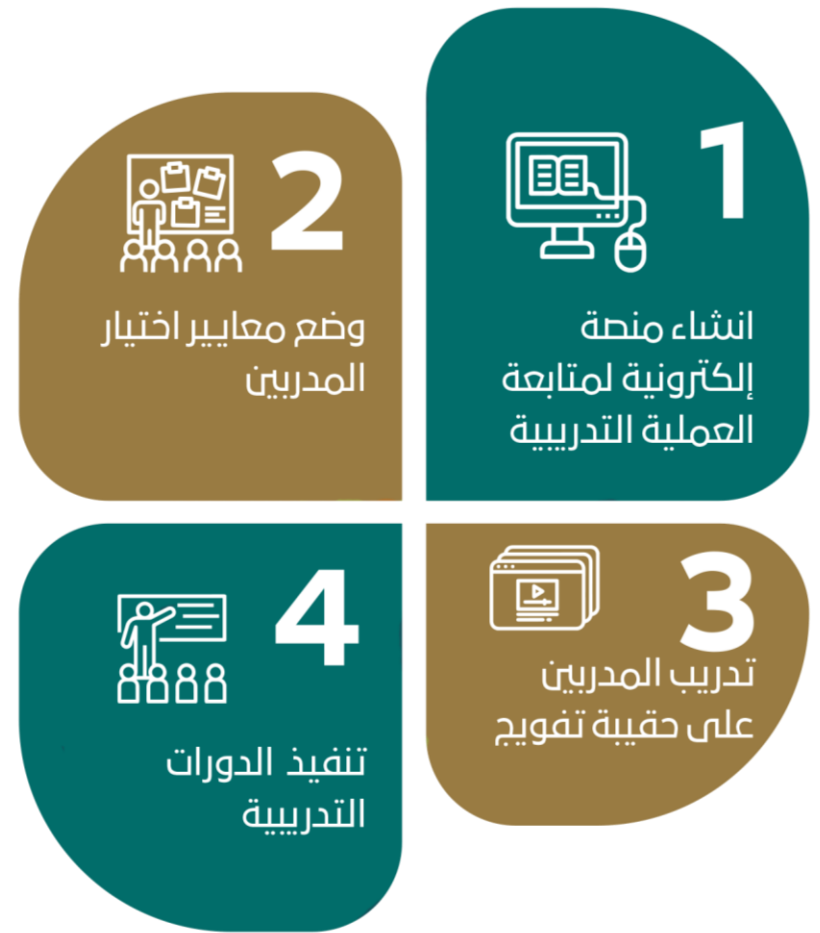 1
انشاء منصة
إلكترونية لمتابعة
العملية التدريبية
2
وضع معايير اختيار
المدربين
3
تدريب المدربين
على حقيبة تفويج
4
تنفيذ الدورات
التدريبية